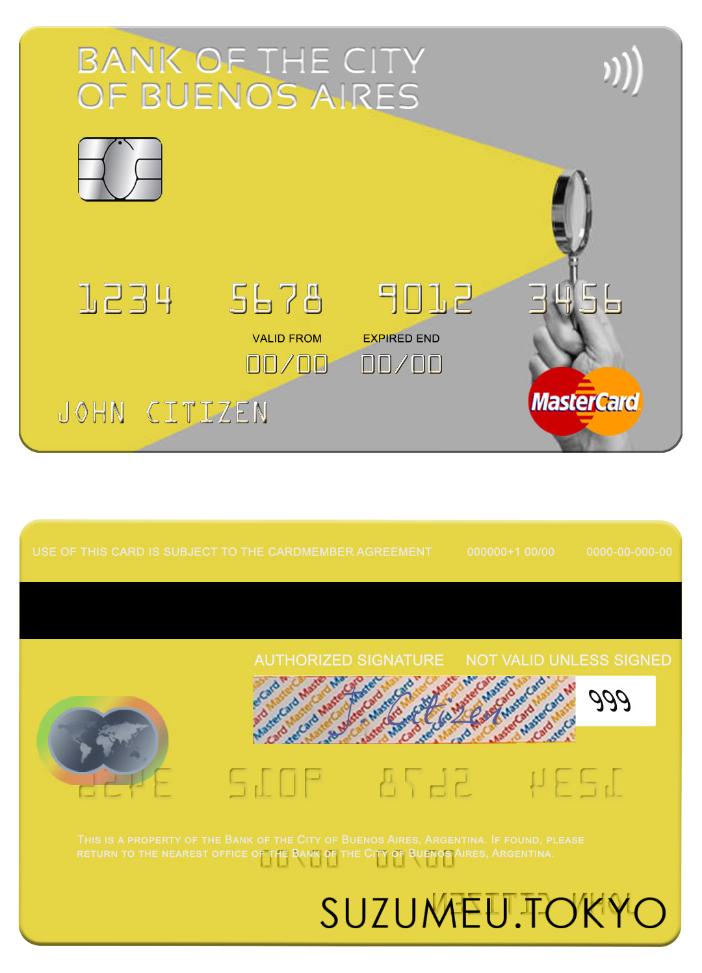 BANK OF THE CITY
OF BUENOS AIRES
1234 5678 9012 3456
VALID FROM EXPIRED END
00/00 00/00
JOHN CITIZEN
MasterCard
USE OF THIS CARD IS SUBJECT TO THE CARDMEMBER AGREEMENT 000000+1 00/00 0000-00-000-00
AUTHORIZED SIGNATURE NOT VALID UNLESS SIGNED
J Citizen 999
THIS IS A PROPERTY OF THE BANK OF THE CITY OF BUENOS AIRES, ARGENTINA. IF FOUND, PLEASE
RETURN TO THE NEAREST OFFICE OF THE BANK OF THE CITY OF BUENOS AIRES, ARGENTINA.
SUZUMEU.TOKYO